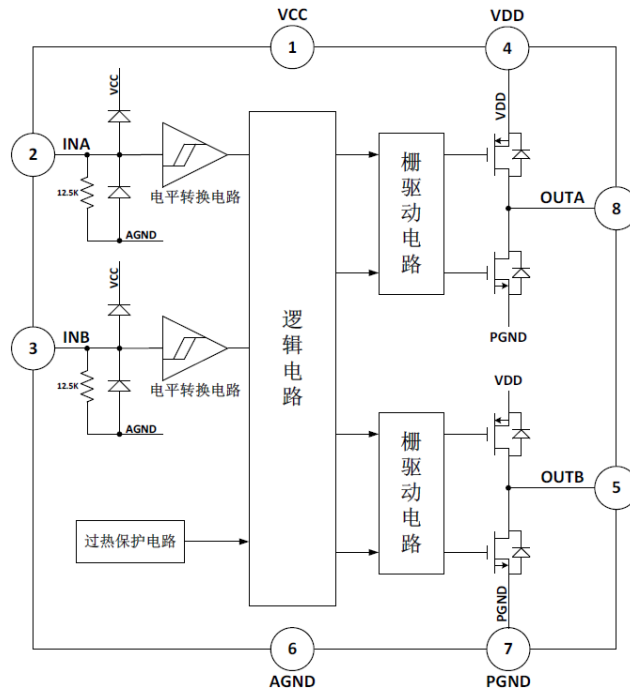 VCC
VDD
1
4
VCC
VDD
2
INA
12.5K
电平转换电路
AGND
栅驱动电路
OUTA
8
PGND
VCC
3
INB
12.5K
电平转换电路
AGND
逻辑电路
VDD
栅驱动电路
OUTB
5
过热保护电路
PGND
6
7
AGND
PGND